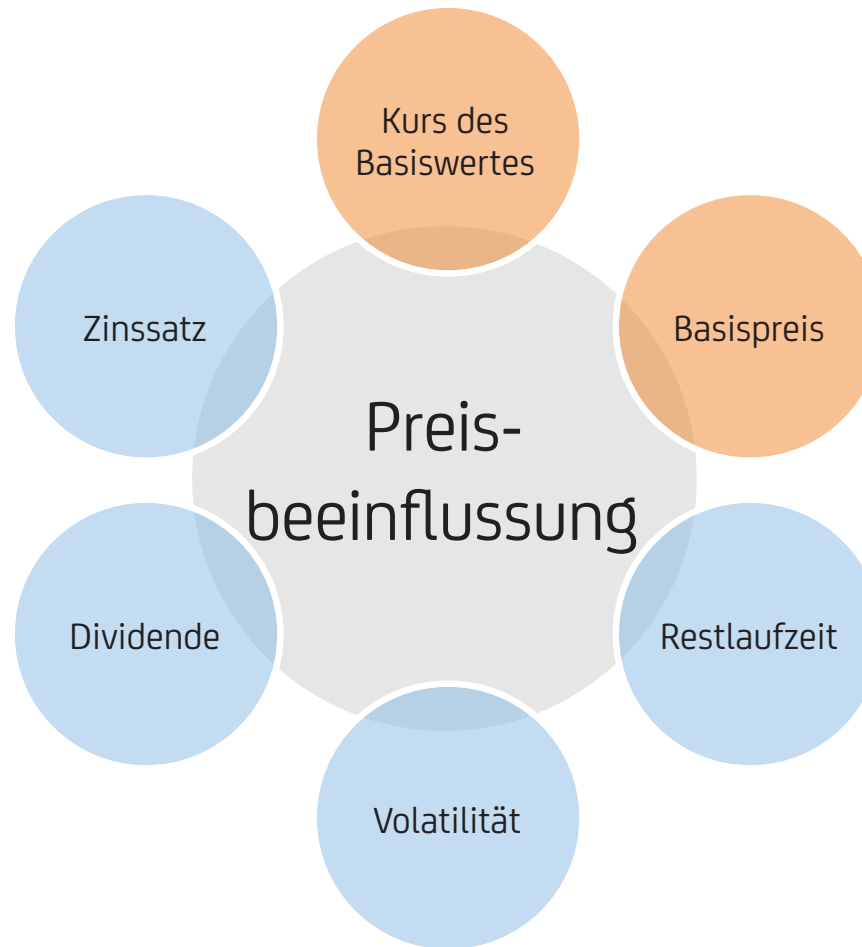 Kurs des
Basiswertes
Zinssatz
Basispreis
Preis-
beeinflussung
Dividende
Restlaufzeit
Volatilität